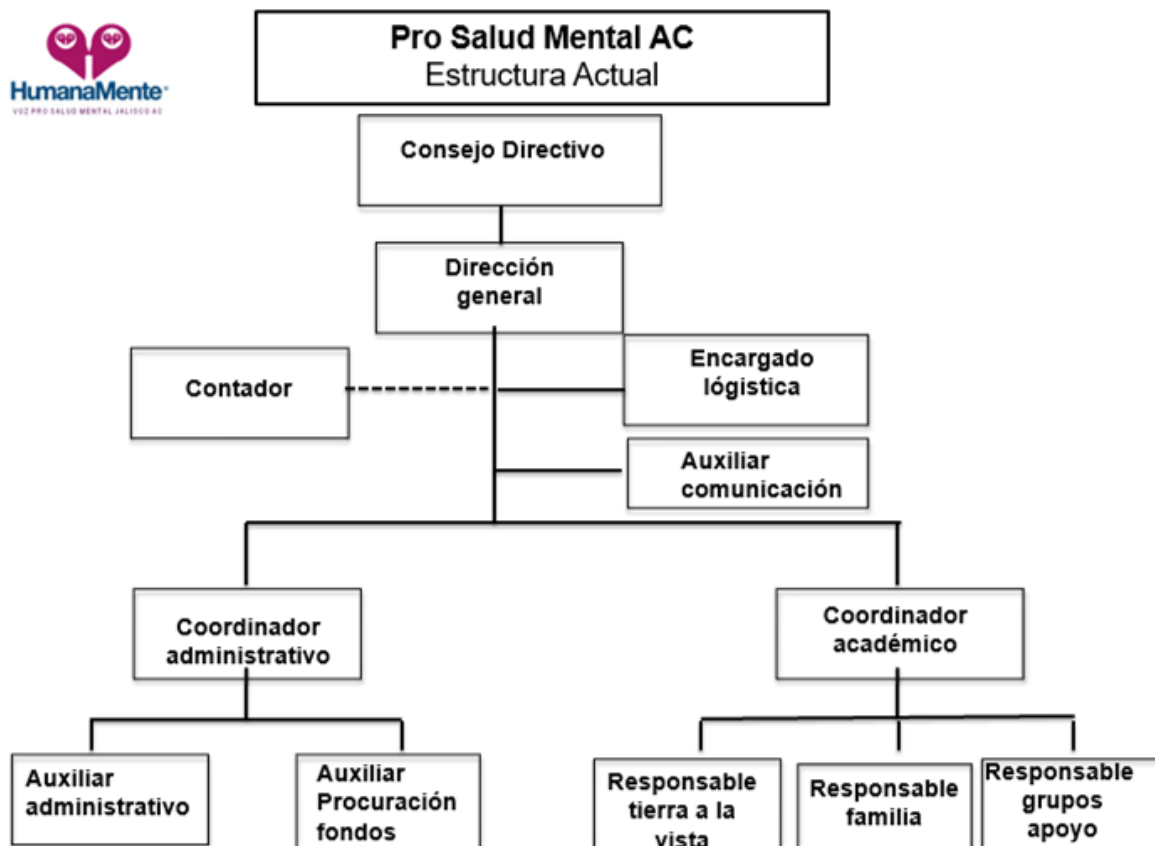 HumanaMente®
VOZ PRO SALUD MENTAL JALISCO AC
Pro Salud Mental AC
Estructura Actual
Consejo Directivo
Dirección
general
Contador
Encargado
lógistica
Auxiliar
comunicación
Coordinador
administrativo
Coordinador
académico
Auxiliar
administrativo
Auxiliar
Procuración
fondos
Responsable
tierra a la
vista
Responsable
familia
Responsable
grupos
apoyo